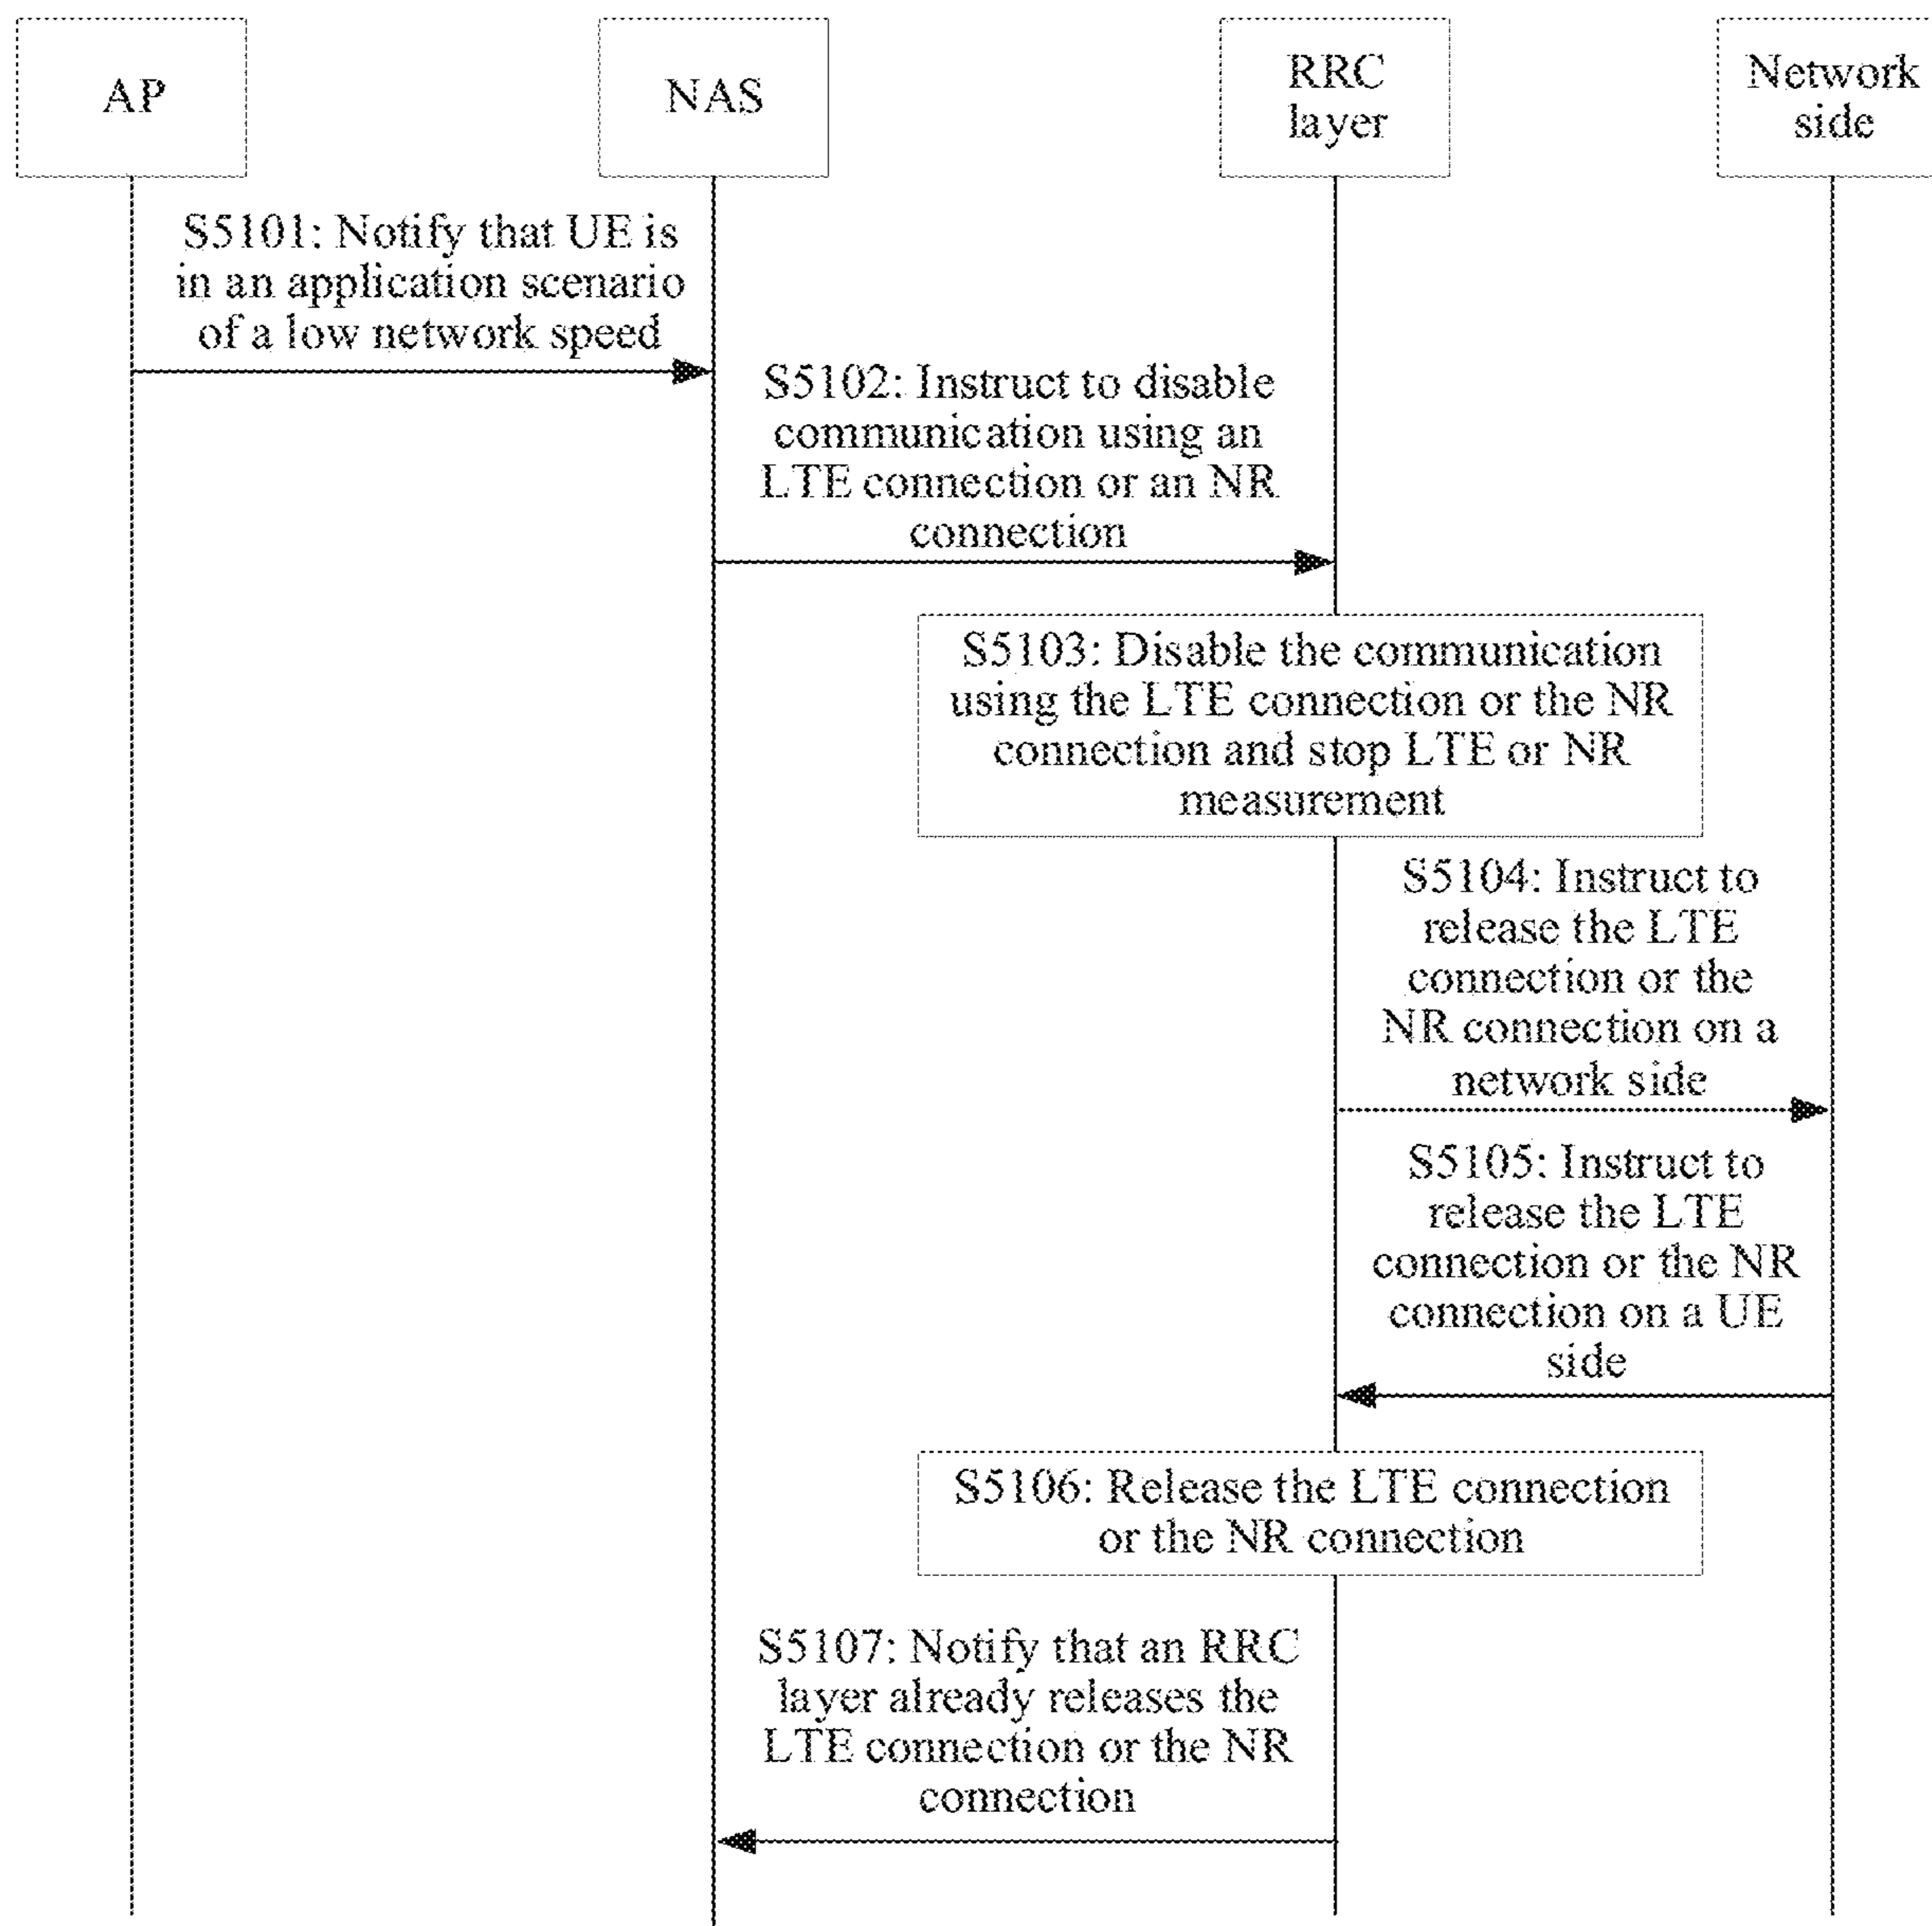 AP
NAS
RRC
layer
Network
side
S5101: Notify that UE is
in an application scenario
of a low network speed
S5102: Instruct to disable
communication using an
LTE connection or an NR
connection
S5103: Disable the communication
using the LTE connection or the NR
connection and stop LTE or NR
measurement
S5104: Instruct to
release the LTE
connection or the
NR connection on a
network side
S5105: Instruct to
release the LTE
connection or the NR
connection on a UE
side
S5106: Release the LTE connection
or the NR connection
S5107: Notify that an RRC
layer already releases the
LTE connection or the NR
connection